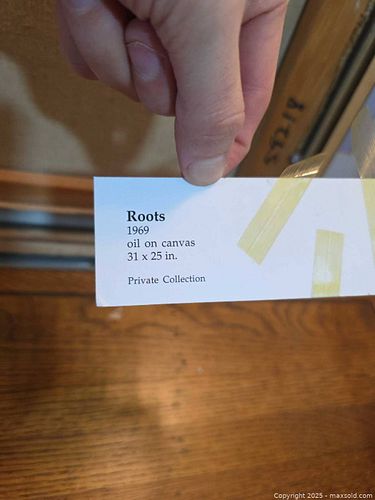 Roots
1969
oil on canvas
31 x 25 in.
Private Collection
Copyright 2025 - maxsold.com